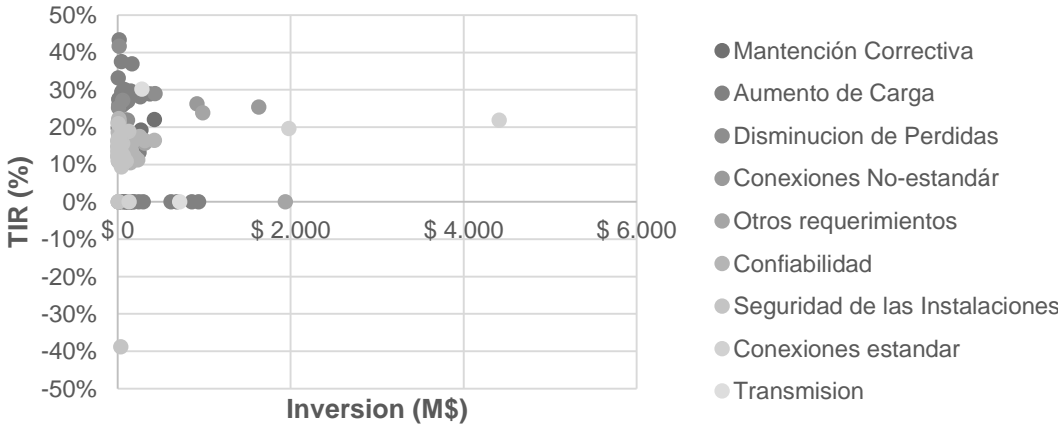 50%
40%
30%
20%
10%
0%
-10%
-20%
-30%
-40%
-50%
TIR (%)
$ 0
$ 2.000
$ 4.000
$ 6.000
Inversion (M$)
Mantención Correctiva
Aumento de Carga
Disminucion de Perdidas
Conexiones No-estandár
Otros requerimientos
Confiabilidad
Seguridad de las Instalaciones
Conexiones estandar
Transmision